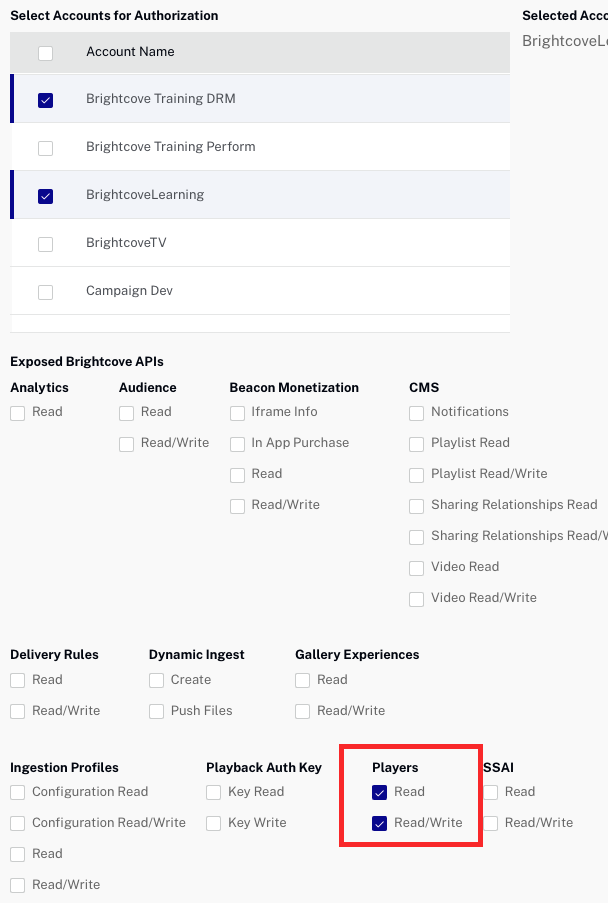 Select Accounts for Authorization
Selected Acco
BrightcoveLe
Account Name
Brightcove Training DRM
Brightcove Training Perform
BrightcoveLearning
BrightcoveTV
Campaign Dev
Exposed Brightcove APIs
Analytics
Read
Audience
Read
Read/Write
Beacon Monetization
Iframe Info
In App Purchase
Read
Read/Write
CMS
Notifications
Playlist Read
Playlist Read/Write
Sharing Relationships Read
Sharing Relationships Read/W
Video Read
Video Read/Write
Delivery Rules
Read
Read/Write
Dynamic Ingest
Create
Push Files
Gallery Experiences
Read
Read/Write
Ingestion Profiles
Configuration Read
Configuration Read/Write
Read
Read/Write
Playback Auth Key
Key Read
Key Write
Players
Read
Read/Write
SSAI
Read
Read/Write